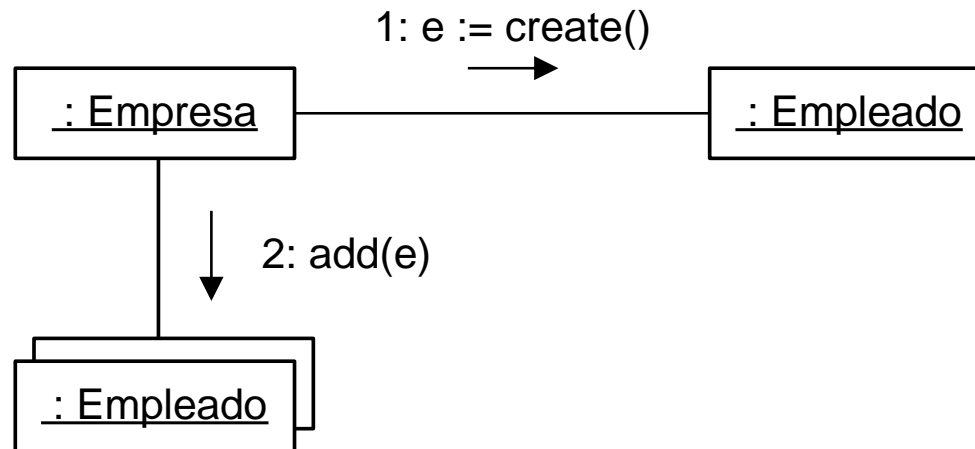 1: e := create()
: Empresa
: Empleado
2: add(e)
: Empleado